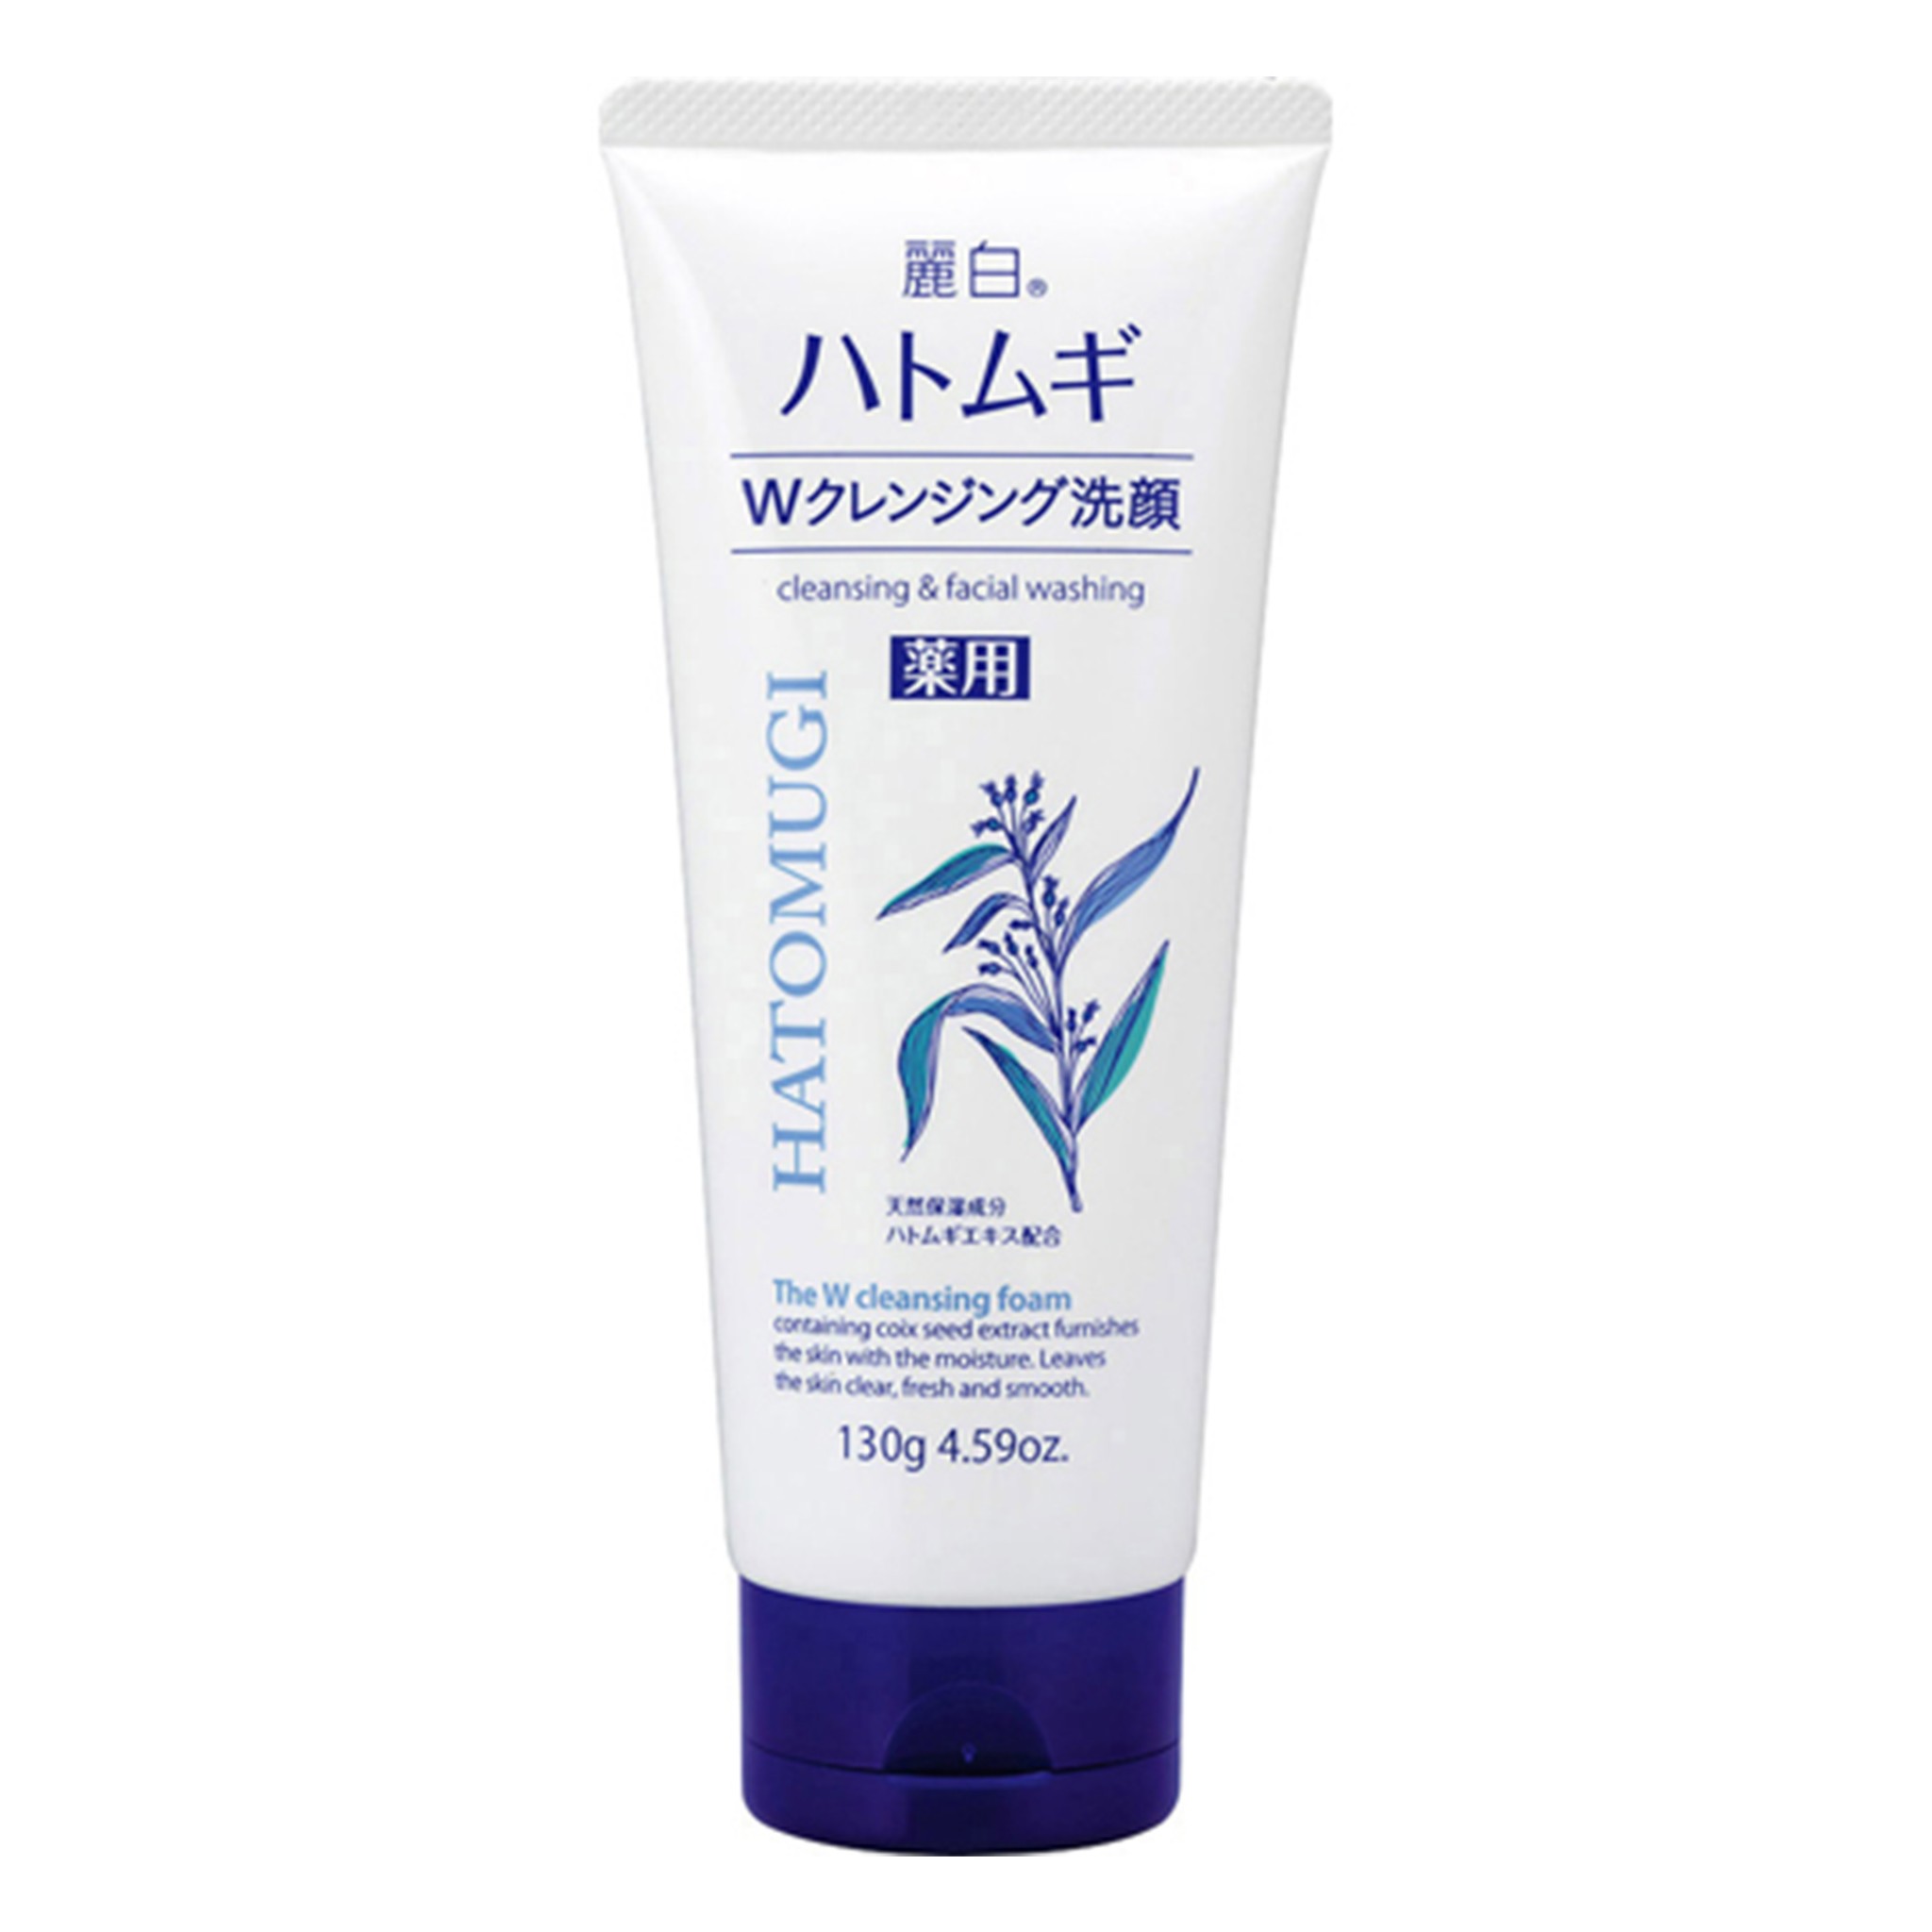 麗白®
ハトムギ
Wクレンジング洗顔
cleansing & facial washing
薬用
HATOMUGI
天然保湿成分
ハトムギエキス配合
The W cleansing foam
containing coix seed extract furnishes
the skin with the moisture. Leaves
the skin clear, fresh and smooth.
130g 4.59oz.